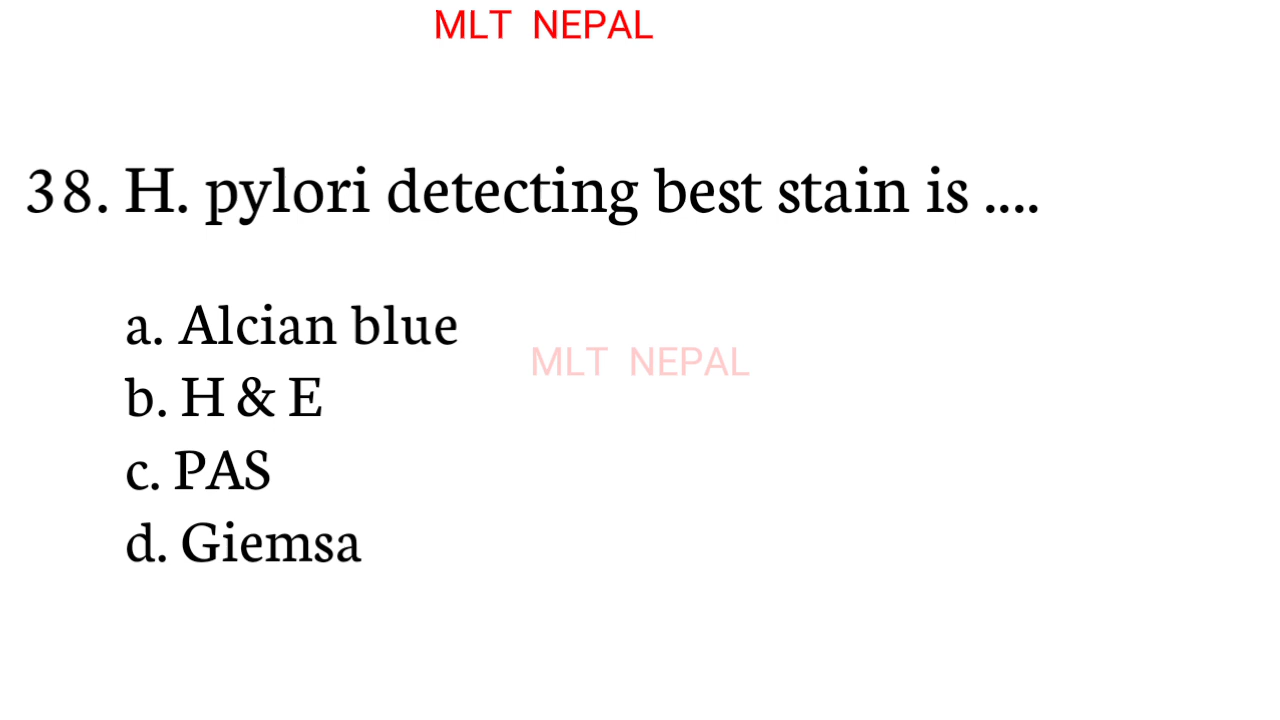 MLT NEPAL
38. H. pylori detecting best stain is ....
a. Alcian blue
MLT NEPAL
b. H & E
c. PAS
d. Giemsa